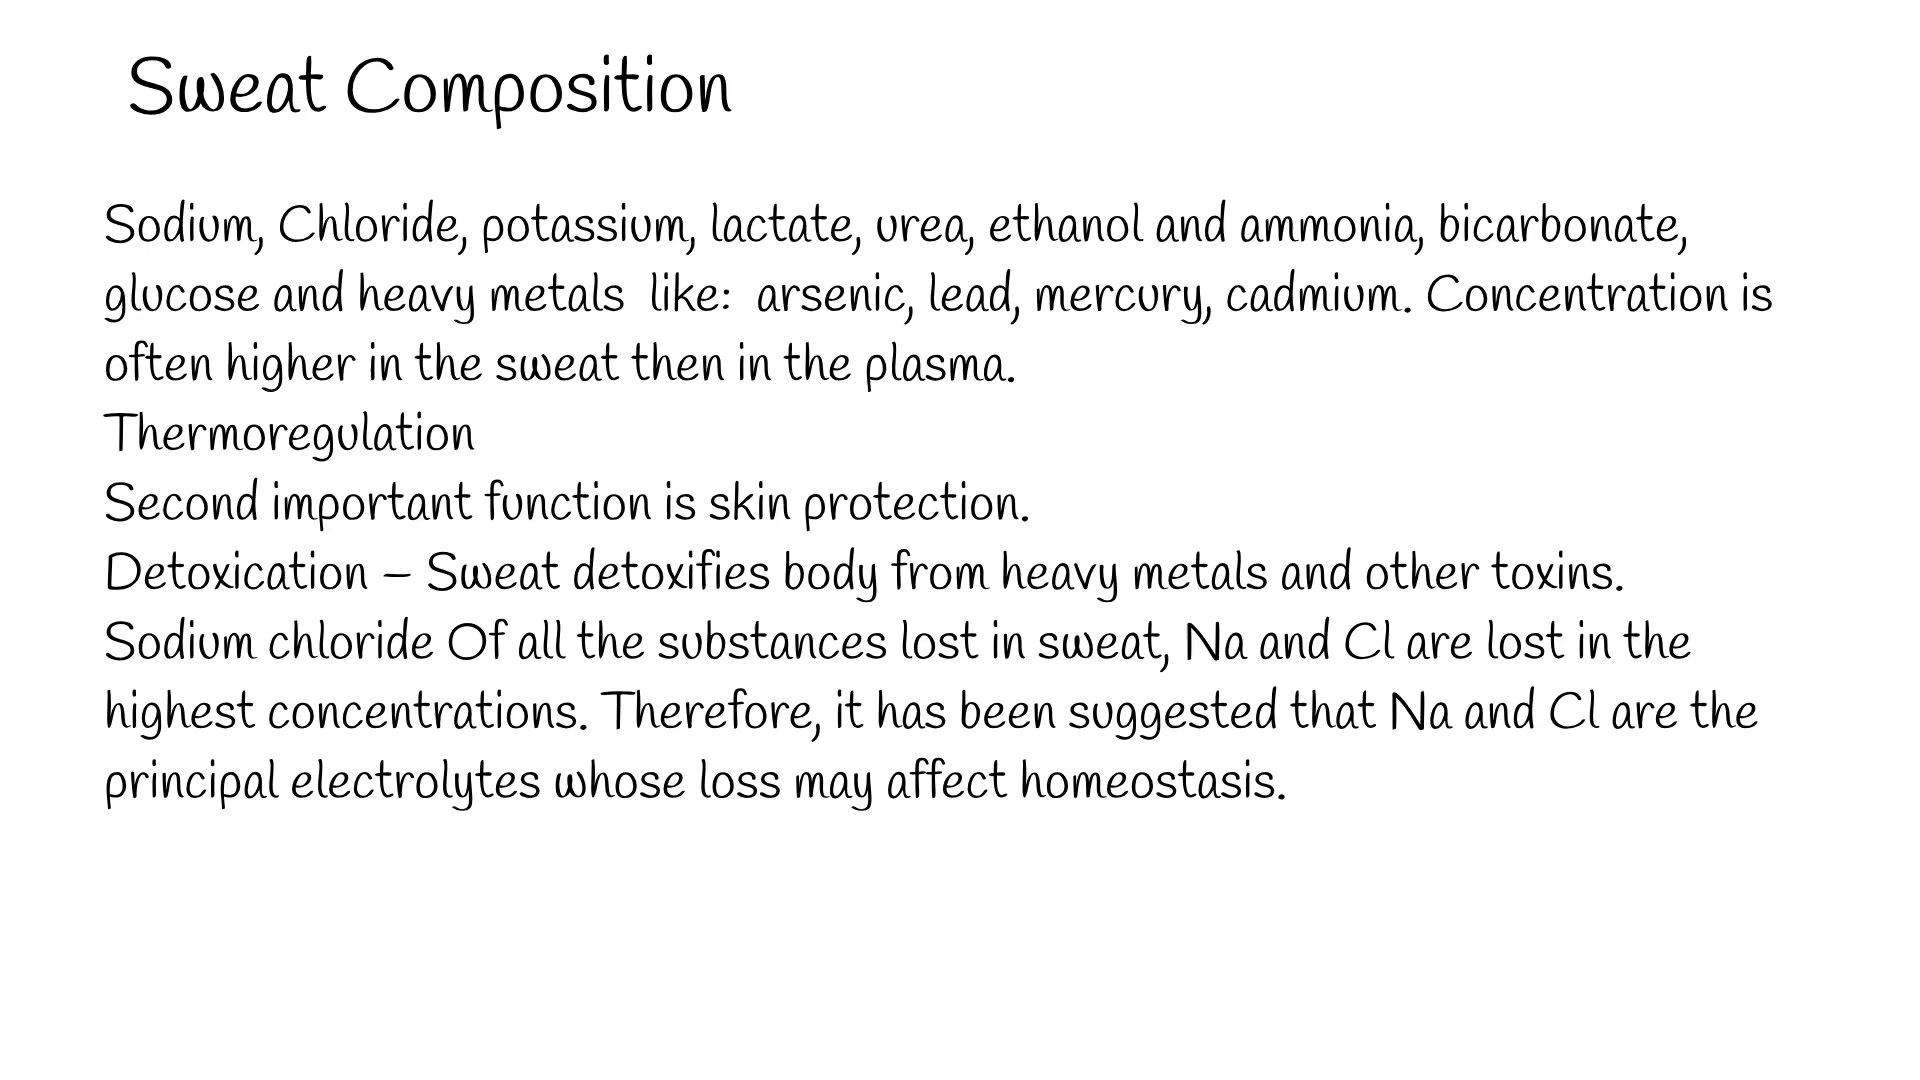 Sweat Composition
Sodium, Chloride, potassium, lactate, urea, ethanol and ammonia, bicarbonate,
glucose and heavy metals  like:  arsenic, lead, mercury, cadmium. Concentration is
often higher in the sweat then in the plasma.
Thermoregulation
Second important function is skin protection.
Detoxication – Sweat detoxifies body from heavy metals and other toxins.
Sodium chloride Of all the substances lost in sweat, Na and Cl are lost in the
highest concentrations. Therefore, it has been suggested that Na and Cl are the
principal electrolytes whose loss may affect homeostasis.